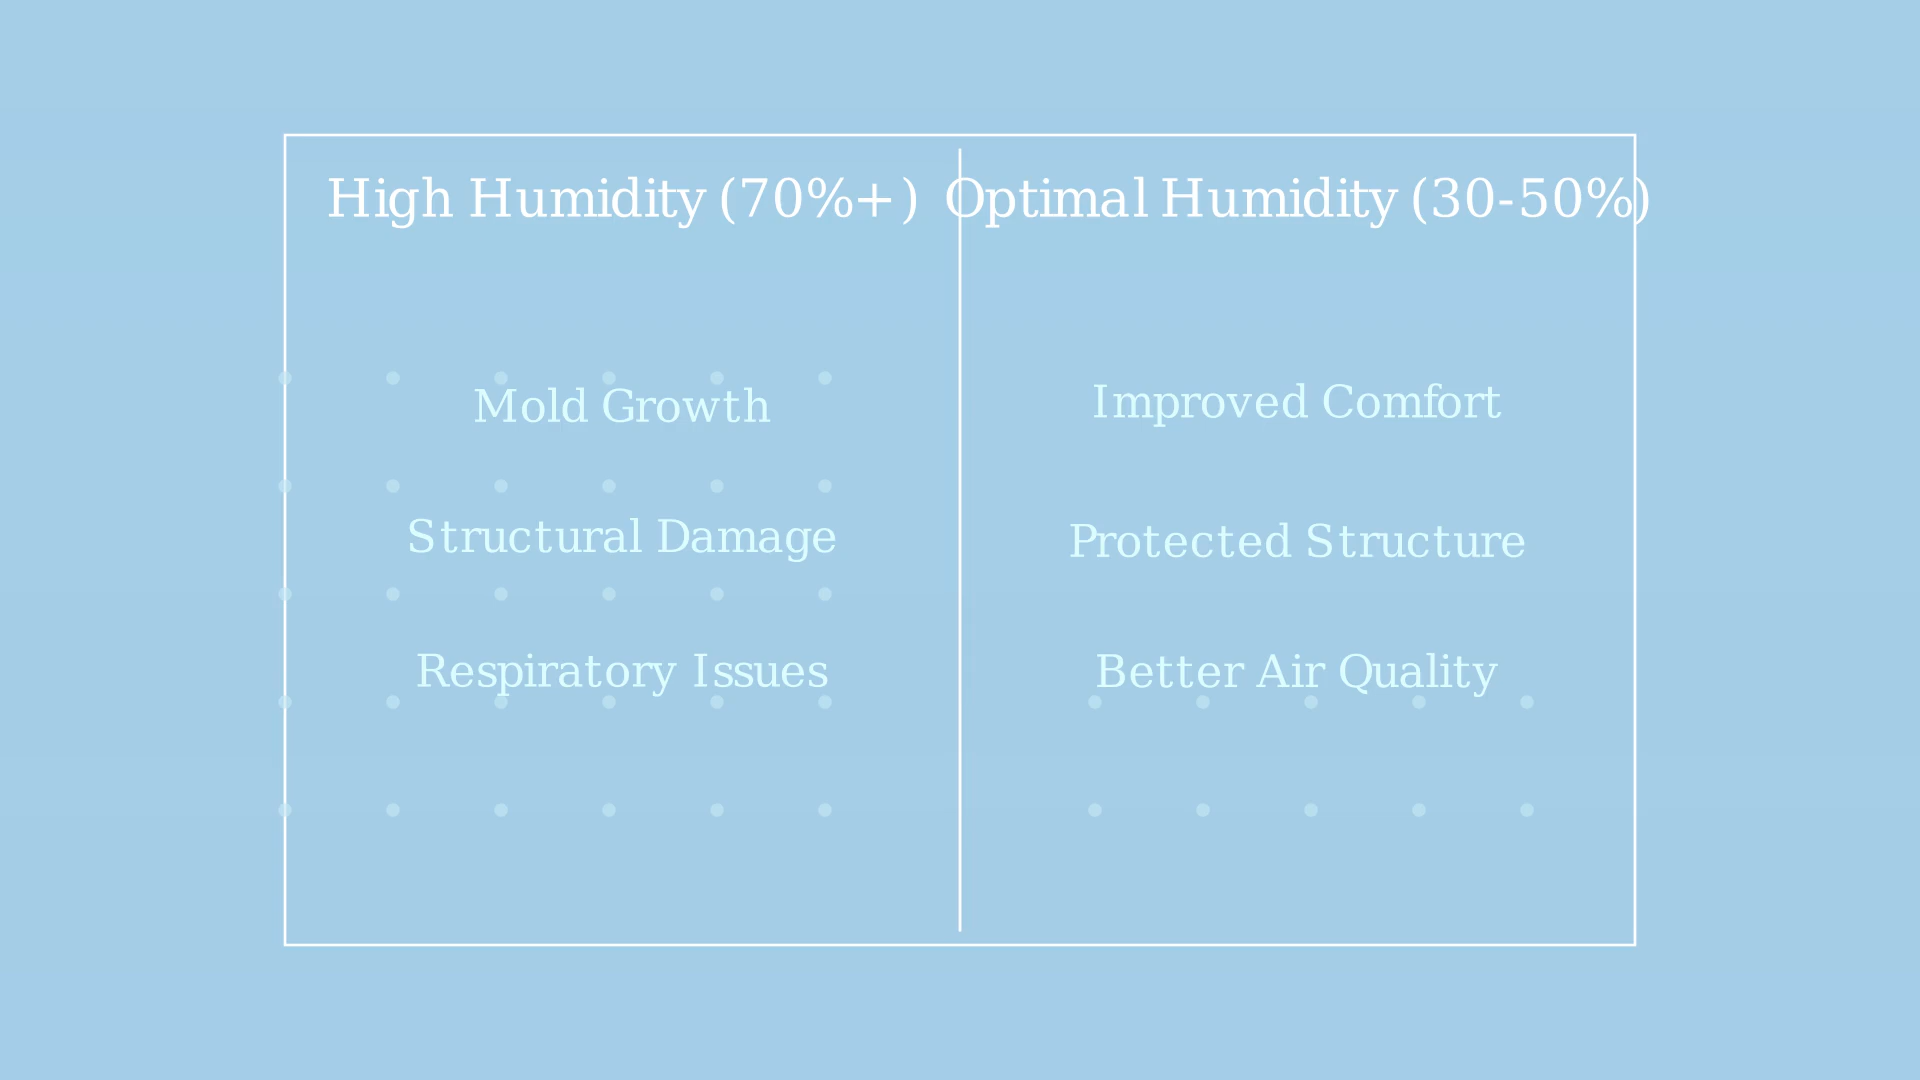 High Humidity (70%+)
Optimal Humidity (30-50%)
Mold Growth
Improved Comfort
Structural Damage
Protected Structure
Respiratory Issues
Better Air Quality